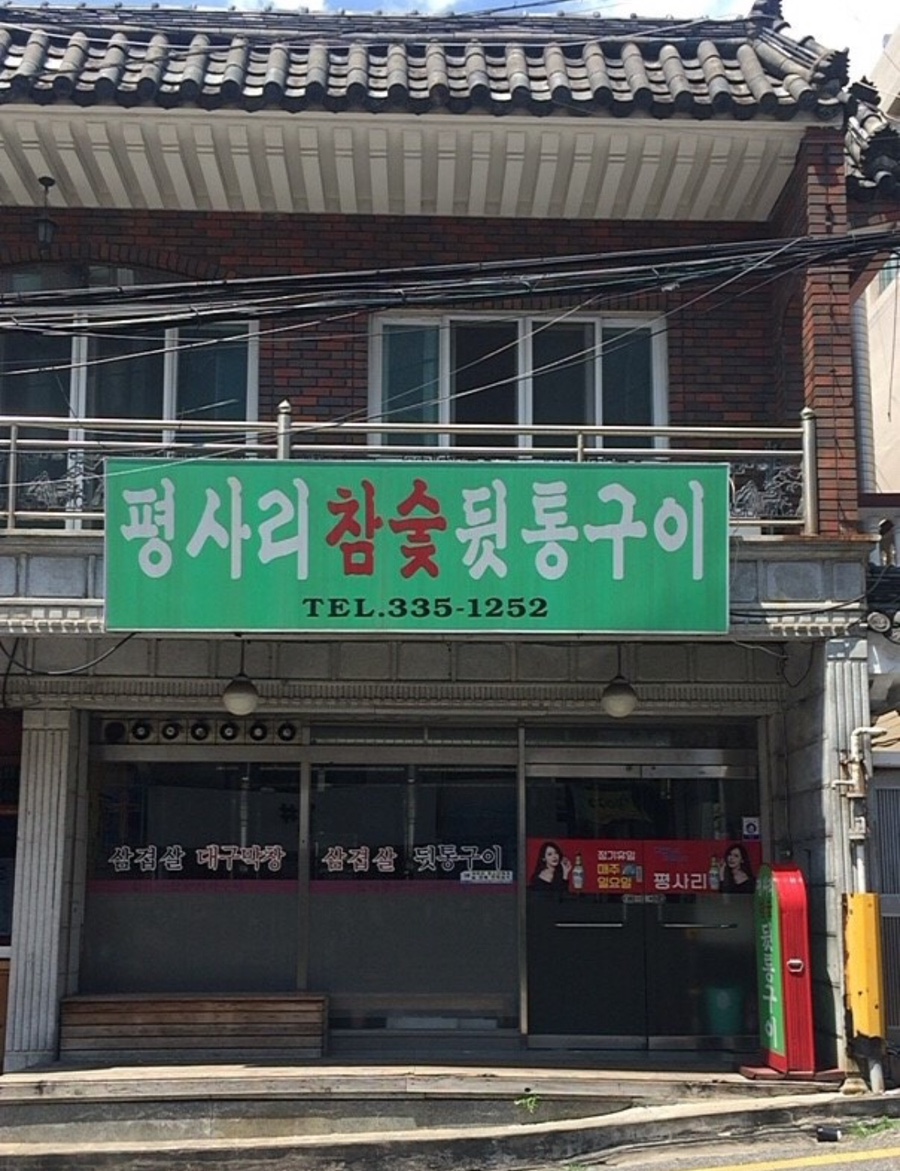 평사리참숯뒷통구이
TEL.335-1252
삼겹살 대구막창 삼겹살 뒷통구이
정기휴일
매주
일요일
평사리